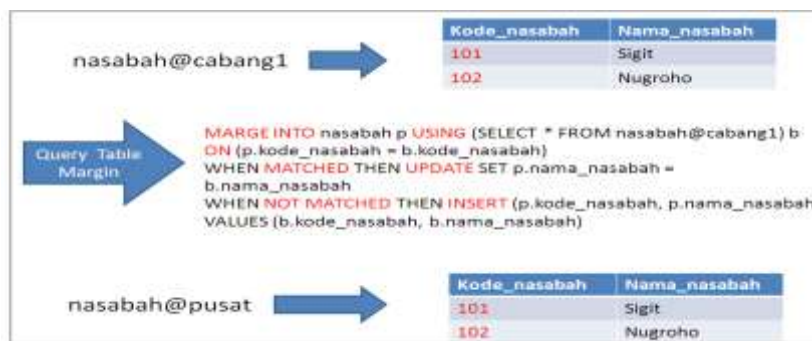 Kode_nasabah Nama_nasabah
nasabah@cabang1
101 Sigit
102 Nugroho
MARGE INTO nasabah p USING (SELECT * FROM nasabah@cabang1) b
ON (p.kode_nasabah = b.kode_nasabah)
Query Table
Margin
WHEN MATCHED THEN UPDATE SET p.nama_nasabah =
b.nama_nasabah
WHEN NOT MATCHED THEN INSERT (p.kode_nasabah, p.nama_nasabah
VALUES (b.kode_nasabah, b.nama_nasabah)
Kode_nasabah Nama_nasabah
nasabah@pusat
101 Sigit
102 Nugroho